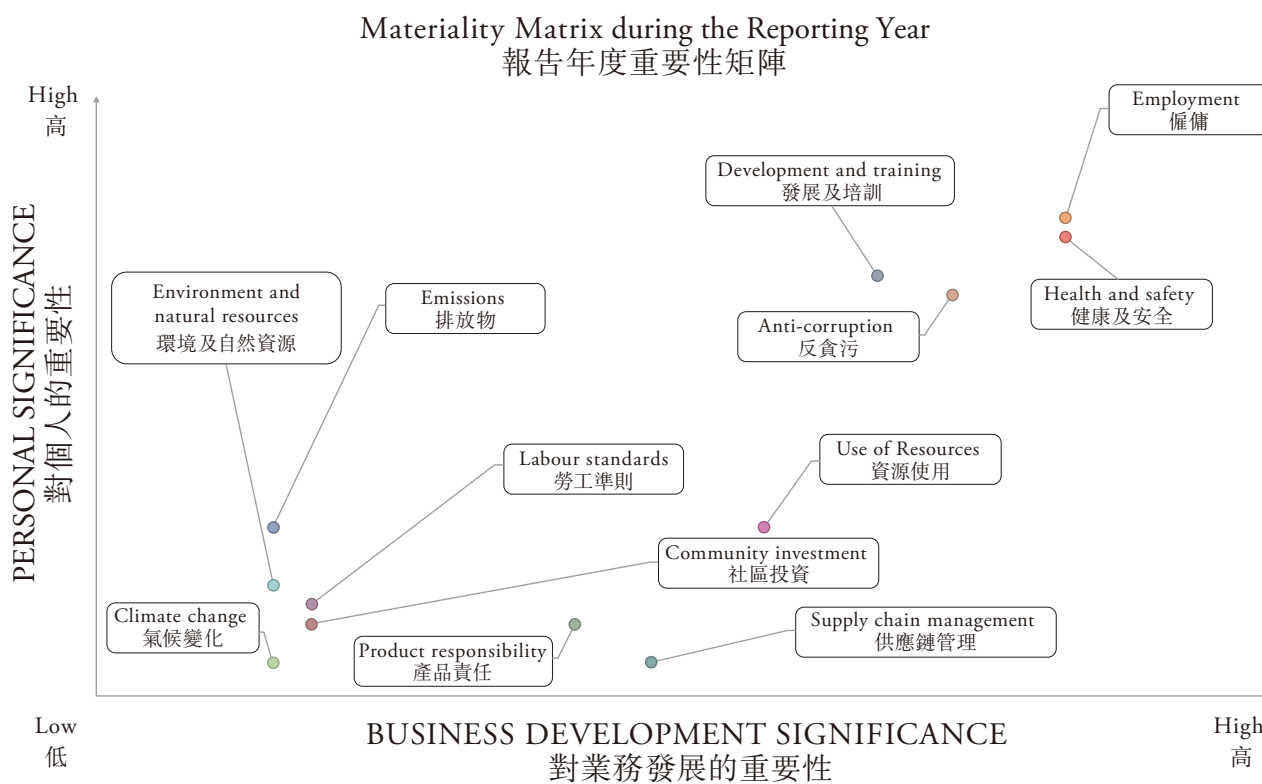 Materiality Matrix during the Reporting Year
報告年度重要性矩陣
High
高
PERSONAL SIGNIFICANCE
對個人的重要性
Employment
僱傭
Development and training
發展及培訓
Environment and
natural resources
環境及自然資源
Emissions
排放物
Health and safety
健康及安全
Anti-corruption
反貪污
Labour standards
勞工準則
Use of Resources
資源使用
Community investment
社區投資
Climate change
氣候變化
Product responsibility
產品責任
Supply chain management
供應鏈管理
Low
低
BUSINESS DEVELOPMENT SIGNIFICANCE
對業務發展的重要性
High
高